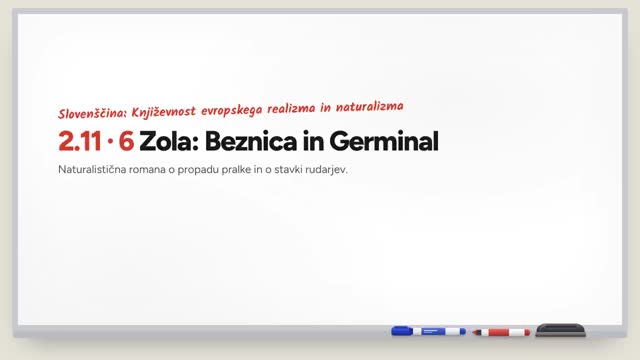 Slovenščina: Književnost evropskega realizma in naturalizma
2.11 · 6 Zola: Beznica in Germinal
Naturalistična romana o propadu pralke in o stavki rudarjev.